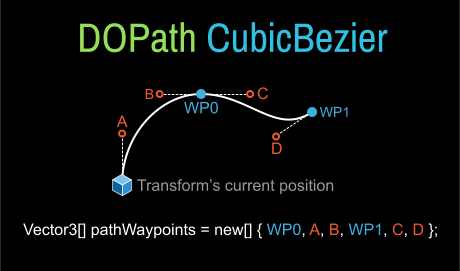 DOPath CubicBezier
B
C
WP0
WP1
A
D
Transform's current position
Vector3[] pathWaypoints = new[] { WP0, A, B, WP1, C, D };